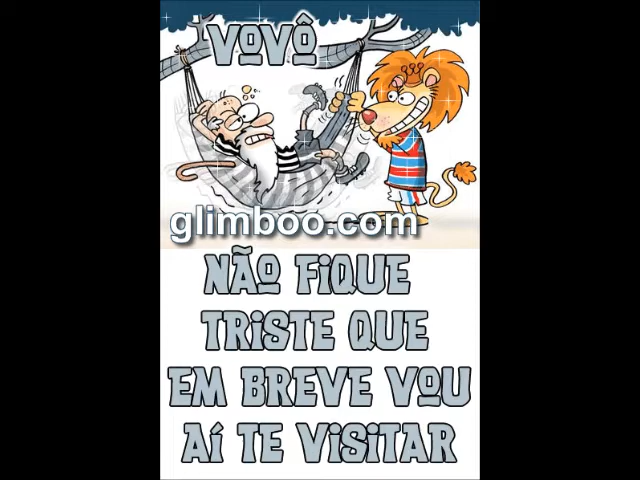 VOVÔ
glimboo.com
NÃO FiQUE
TRiSTE QUE
EM BREVE VOU
Aí TE ViSiTAR